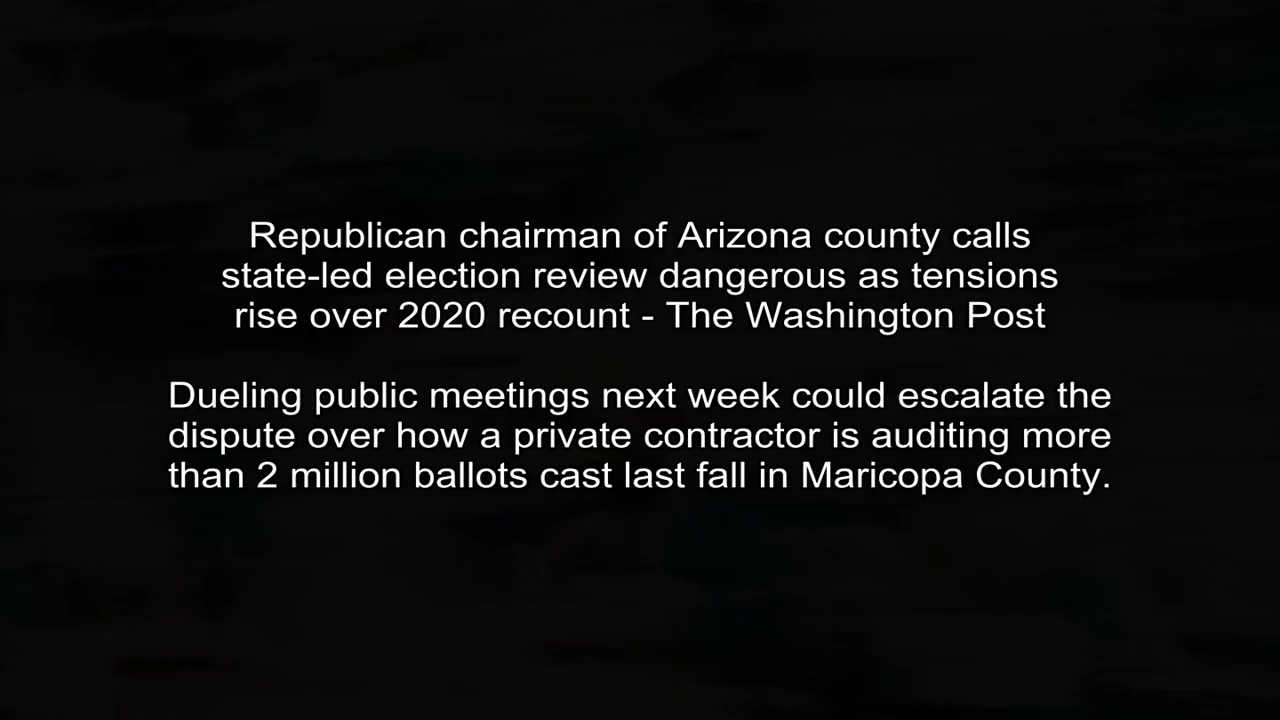 Republican chairman of Arizona county calls
state-led election review dangerous as tensions
rise over 2020 recount - The Washington Post
Dueling public meetings next week could escalate the
dispute over how a private contractor is auditing more
than 2 million ballots cast last fall in Maricopa County.